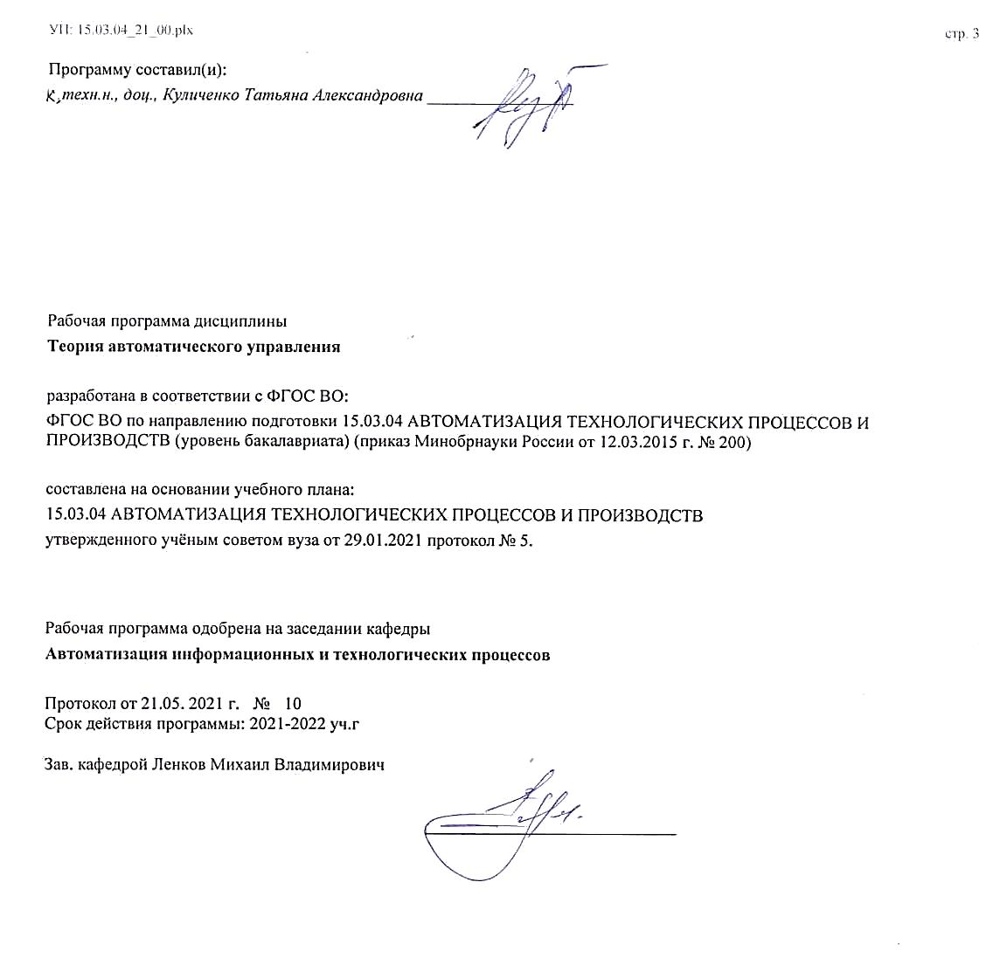 УП: 15.03.04_21_00.plx
стр. 3
Программу составил(и):
к.техн.н., доц., Куличенко Татьяна Александровна
Рабочая программа дисциплины
Теория автоматического управления
разработана в соответствии с ФГОС ВО:
ФГОС ВО по направлению подготовки 15.03.04 АВТОМАТИЗАЦИЯ ТЕХНОЛОГИЧЕСКИХ ПРОЦЕССОВ И
ПРОИЗВОДСТВ (уровень бакалавриата) (приказ Минобрнауки России от 12.03.2015 г. № 200)
составлена на основании учебного плана:
15.03.04 АВТОМАТИЗАЦИЯ ТЕХНОЛОГИЧЕСКИХ ПРОЦЕССОВ И ПРОИЗВОДСТВ
утвержденного учёным советом вуза от 29.01.2021 протокол № 5.
Рабочая программа одобрена на заседании кафедры
Автоматизация информационных и технологических процессов
Протокол от 21.05. 2021 г. № 10
Срок действия программы: 2021-2022 уч.г
Зав. кафедрой Ленков Михаил Владимирович